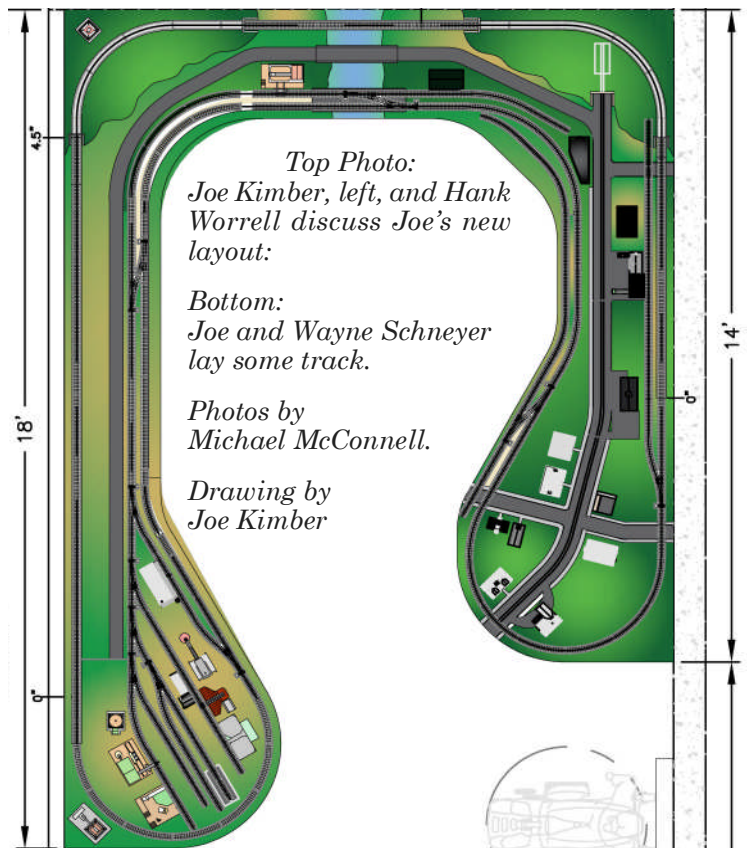 4.5"
Top Photo:
Joe Kimber, left, and Hank
Worrell discuss Joe's new
layout:
Bottom:
Joe and Wayne Schneyer
lay some track.
Photos by
Michael McConnell.
Drawing by
Joe Kimber
18'
14'
0"
0"